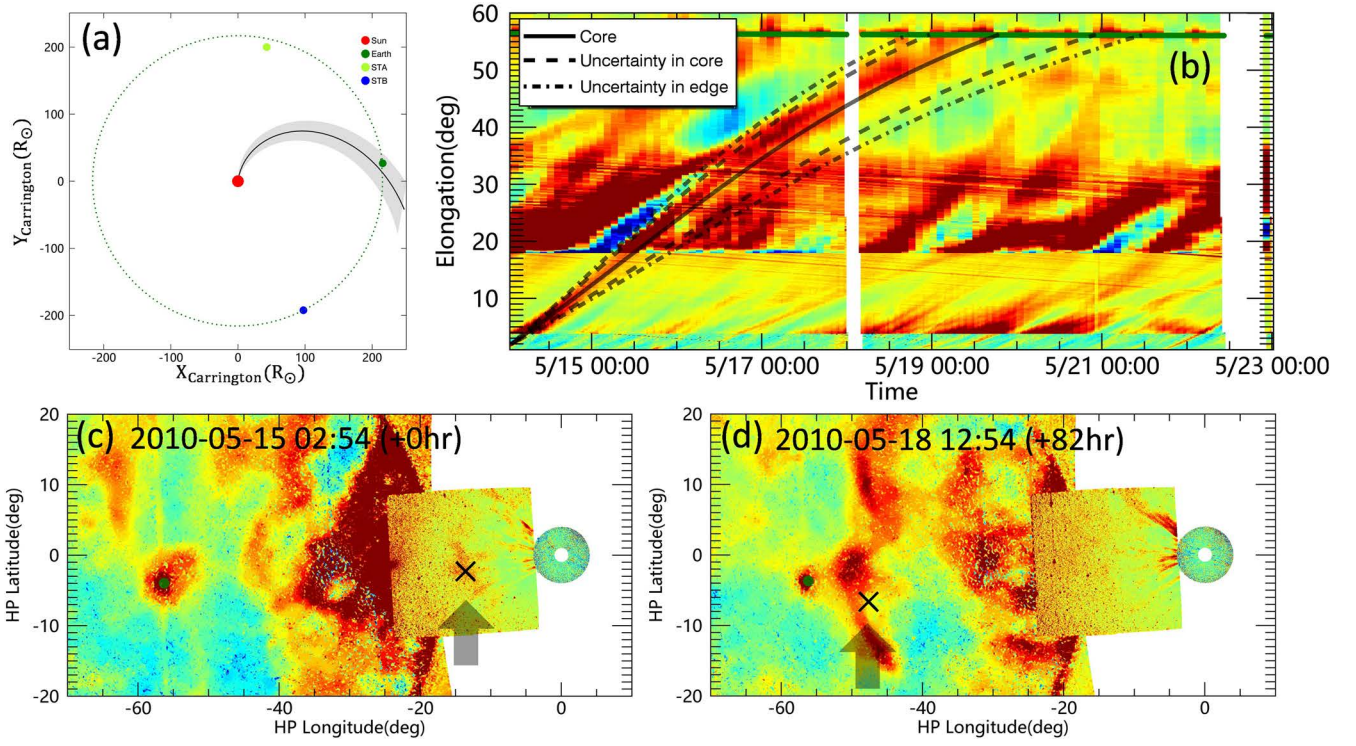 (a)
Sun
Earth
STA
STB
200
100
0
-100
-200
Y Carrington (R⊙)
-200
-100
0
100
200
X Carrington (R⊙)
(b)
Core
Uncertainty in core
Uncertainty in edge
60
50
40
30
20
10
Elongation(deg)
5/15 00:00
5/17 00:00
5/19 00:00
5/21 00:00
5/23 00:00
Time
(c) 2010-05-15 02:54 (+0hr)
20
10
0
-10
-20
HP Latitude(deg)
-60
-40
-20
0
HP Longitude(deg)
(d) 2010-05-18 12:54 (+82hr)
20
10
0
-10
-20
HP Latitude(deg)
-60
-40
-20
0
HP Longitude(deg)